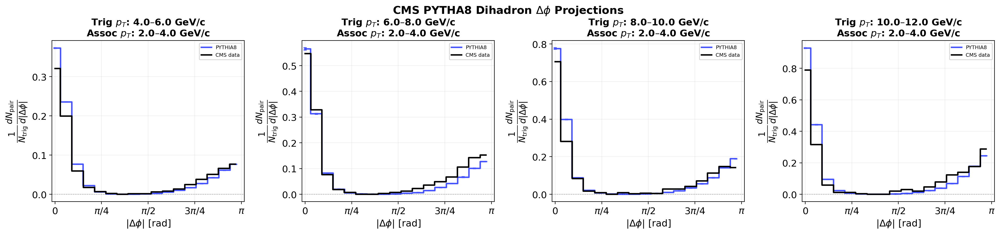 CMS PYTHA8 Dihadron Δϕ Projections
Trig p_T: 4.0–6.0 GeV/c
Assoc p_T: 2.0–4.0 GeV/c
PYTHIA8
CMS data
0.3
0.2
0.1
0.0
1/N_trig dN_pair/d|Δϕ|
0 π/4 π/2 3π/4 π
|Δϕ| [rad]
Trig p_T: 6.0–8.0 GeV/c
Assoc p_T: 2.0–4.0 GeV/c
PYTHIA8
CMS data
0.5
0.4
0.3
0.2
0.1
0.0
1/N_trig dN_pair/d|Δϕ|
0 π/4 π/2 3π/4 π
|Δϕ| [rad]
Trig p_T: 8.0–10.0 GeV/c
Assoc p_T: 2.0–4.0 GeV/c
PYTHIA8
CMS data
0.8
0.6
0.4
0.2
0.0
1/N_trig dN_pair/d|Δϕ|
0 π/4 π/2 3π/4 π
|Δϕ| [rad]
Trig p_T: 10.0–12.0 GeV/c
Assoc p_T: 2.0–4.0 GeV/c
PYTHIA8
CMS data
0.8
0.6
0.4
0.2
0.0
1/N_trig dN_pair/d|Δϕ|
0 π/4 π/2 3π/4 π
|Δϕ| [rad]